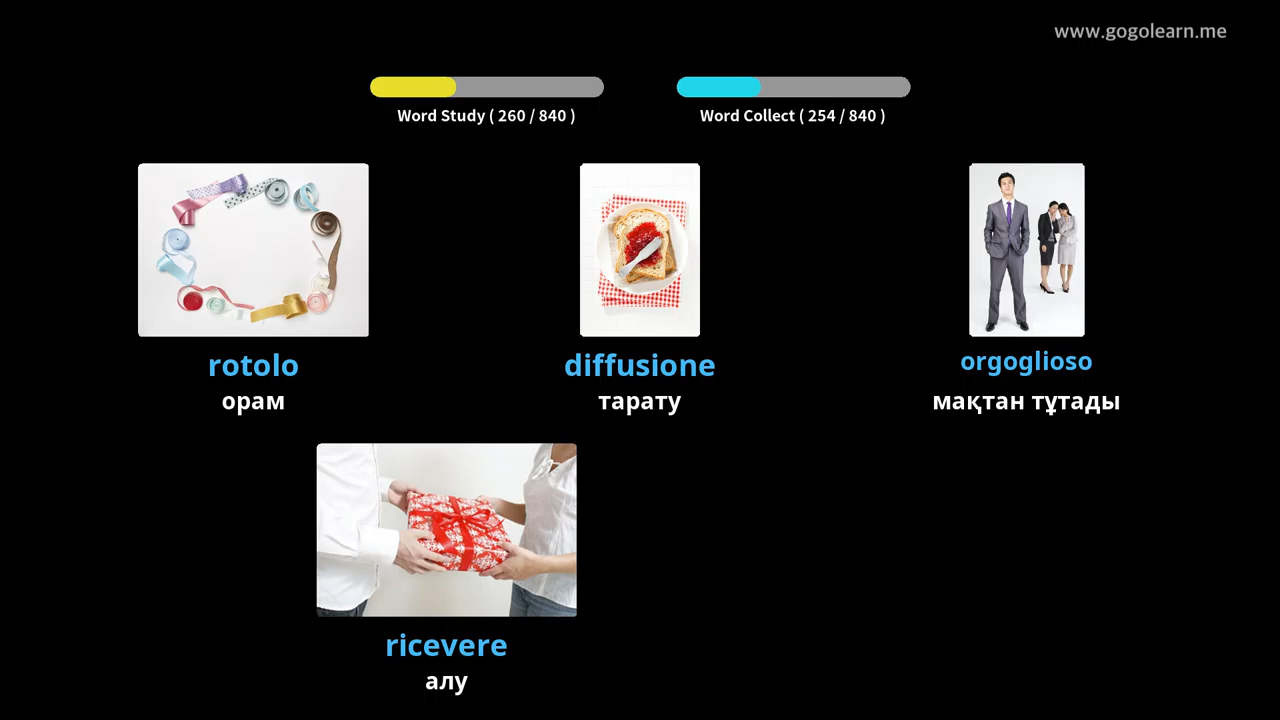 www.gogolearn.me
Word Study ( 260 / 840 )
Word Collect ( 254 / 840 )
rotolo
орам
diffusione
тарату
orgoglioso
мақтан тұтады
ricevere
алу